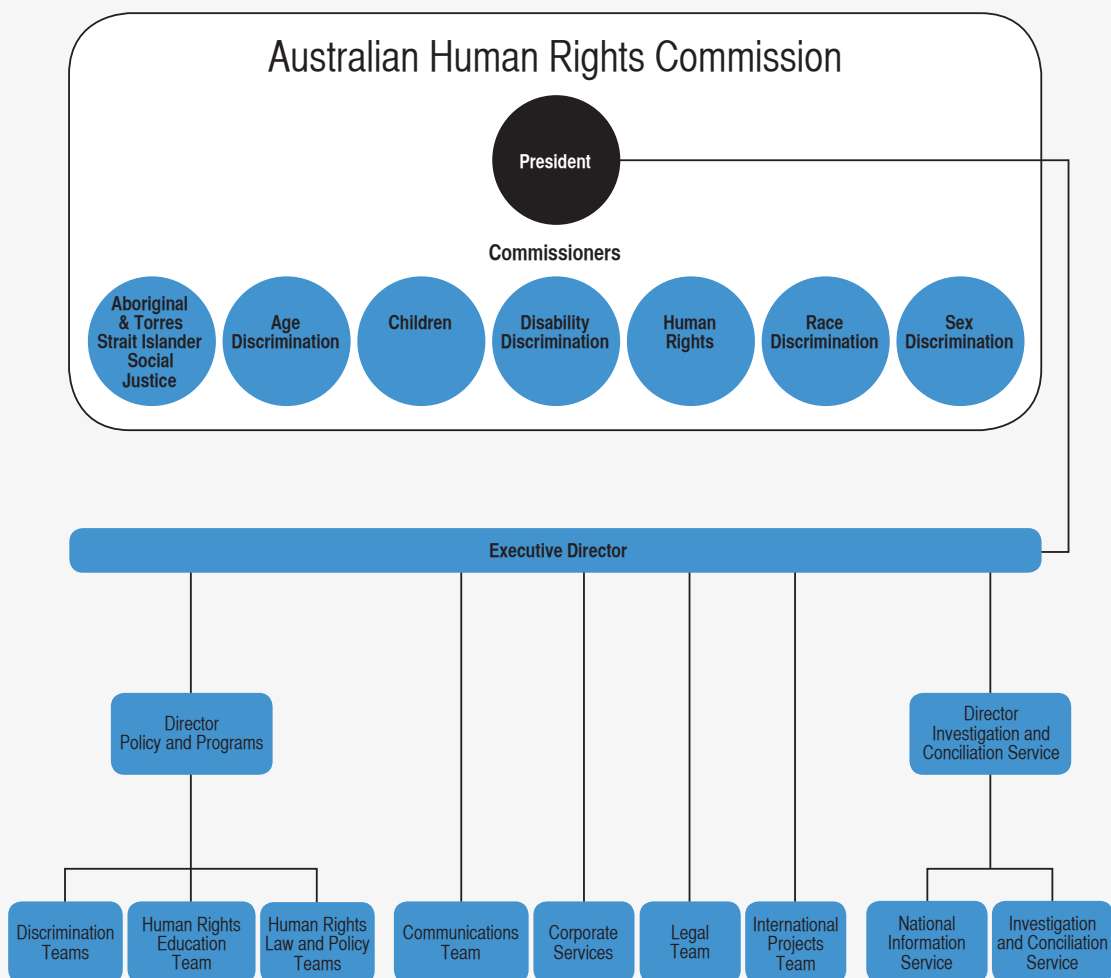 Australian Human Rights Commission
President
Commissioners
Aboriginal
& Torres
Strait Islander
Social
Justice
Age
Discrimination
Children
Disability
Discrimination
Human
Rights
Race
Discrimination
Sex
Discrimination
Executive Director
Director
Policy and Programs
Director
Investigation and
Conciliation Service
Discrimination
Teams
Human Rights
Education
Team
Human Rights
Law and Policy
Teams
Communications
Team
Corporate
Services
Legal
Team
International
Projects
Team
National
Information
Service
Investigation
and Conciliation
Service